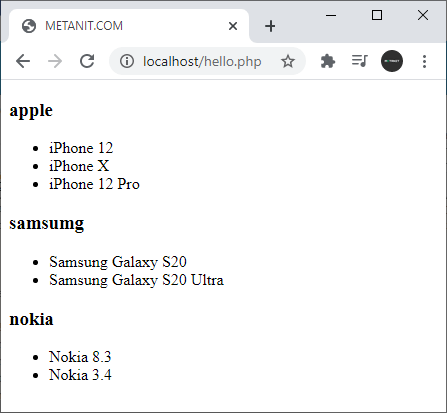 METANIT.COM
localhost/hello.php
apple
iPhone 12
iPhone X
iPhone 12 Pro
samsumg
Samsung Galaxy S20
Samsung Galaxy S20 Ultra
nokia
Nokia 8.3
Nokia 3.4